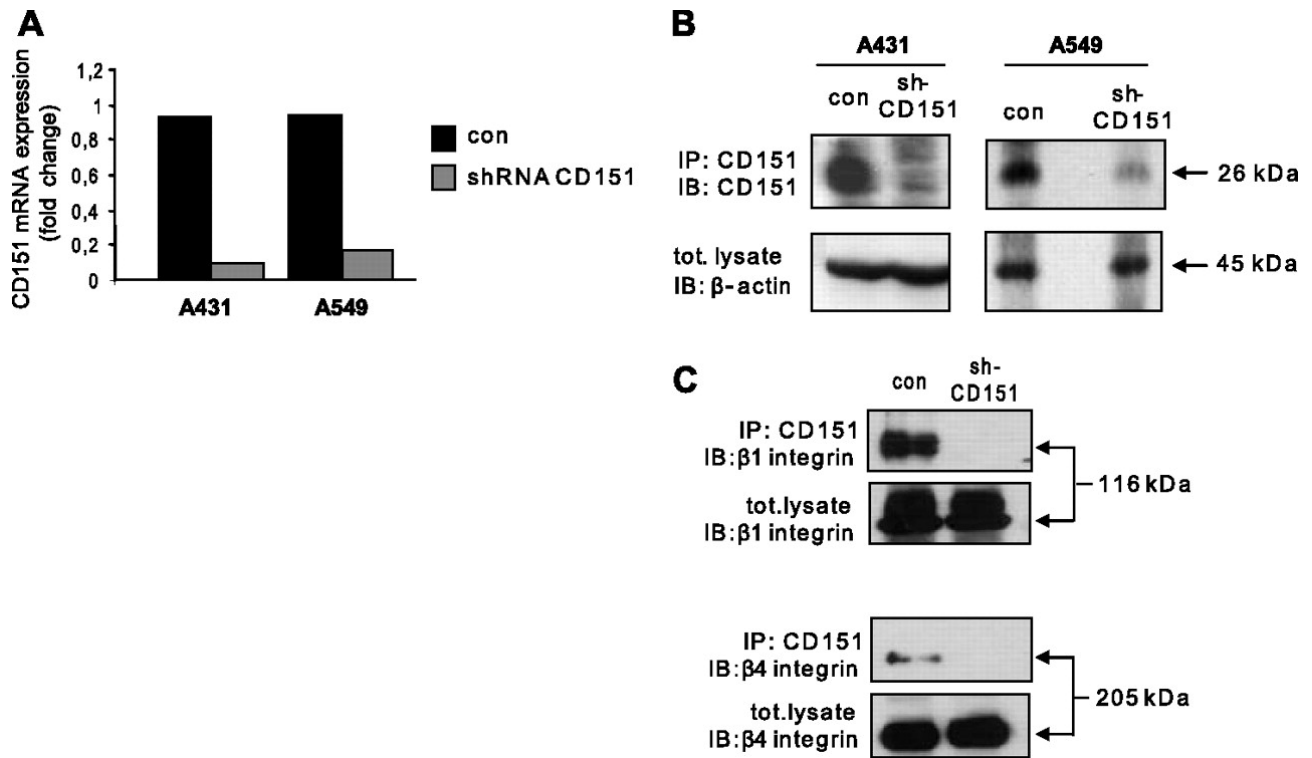 A
CD151 mRNA expression
(fold change)
1,2
1
0,8
0,6
0,4
0,2
0
A431
A549
con
shRNA CD151
B
A431
A549
con
sh-
CD151
con
sh-
CD151
IP: CD151
IB: CD151
26 kDa
tot. lysate
IB: β-actin
45 kDa
C
con
sh-
CD151
IP: CD151
IB:β1 integrin
tot.lysate
IB:β1 integrin
116 kDa
IP: CD151
IB:β4 integrin
tot.lysate
IB:β4 integrin
205 kDa